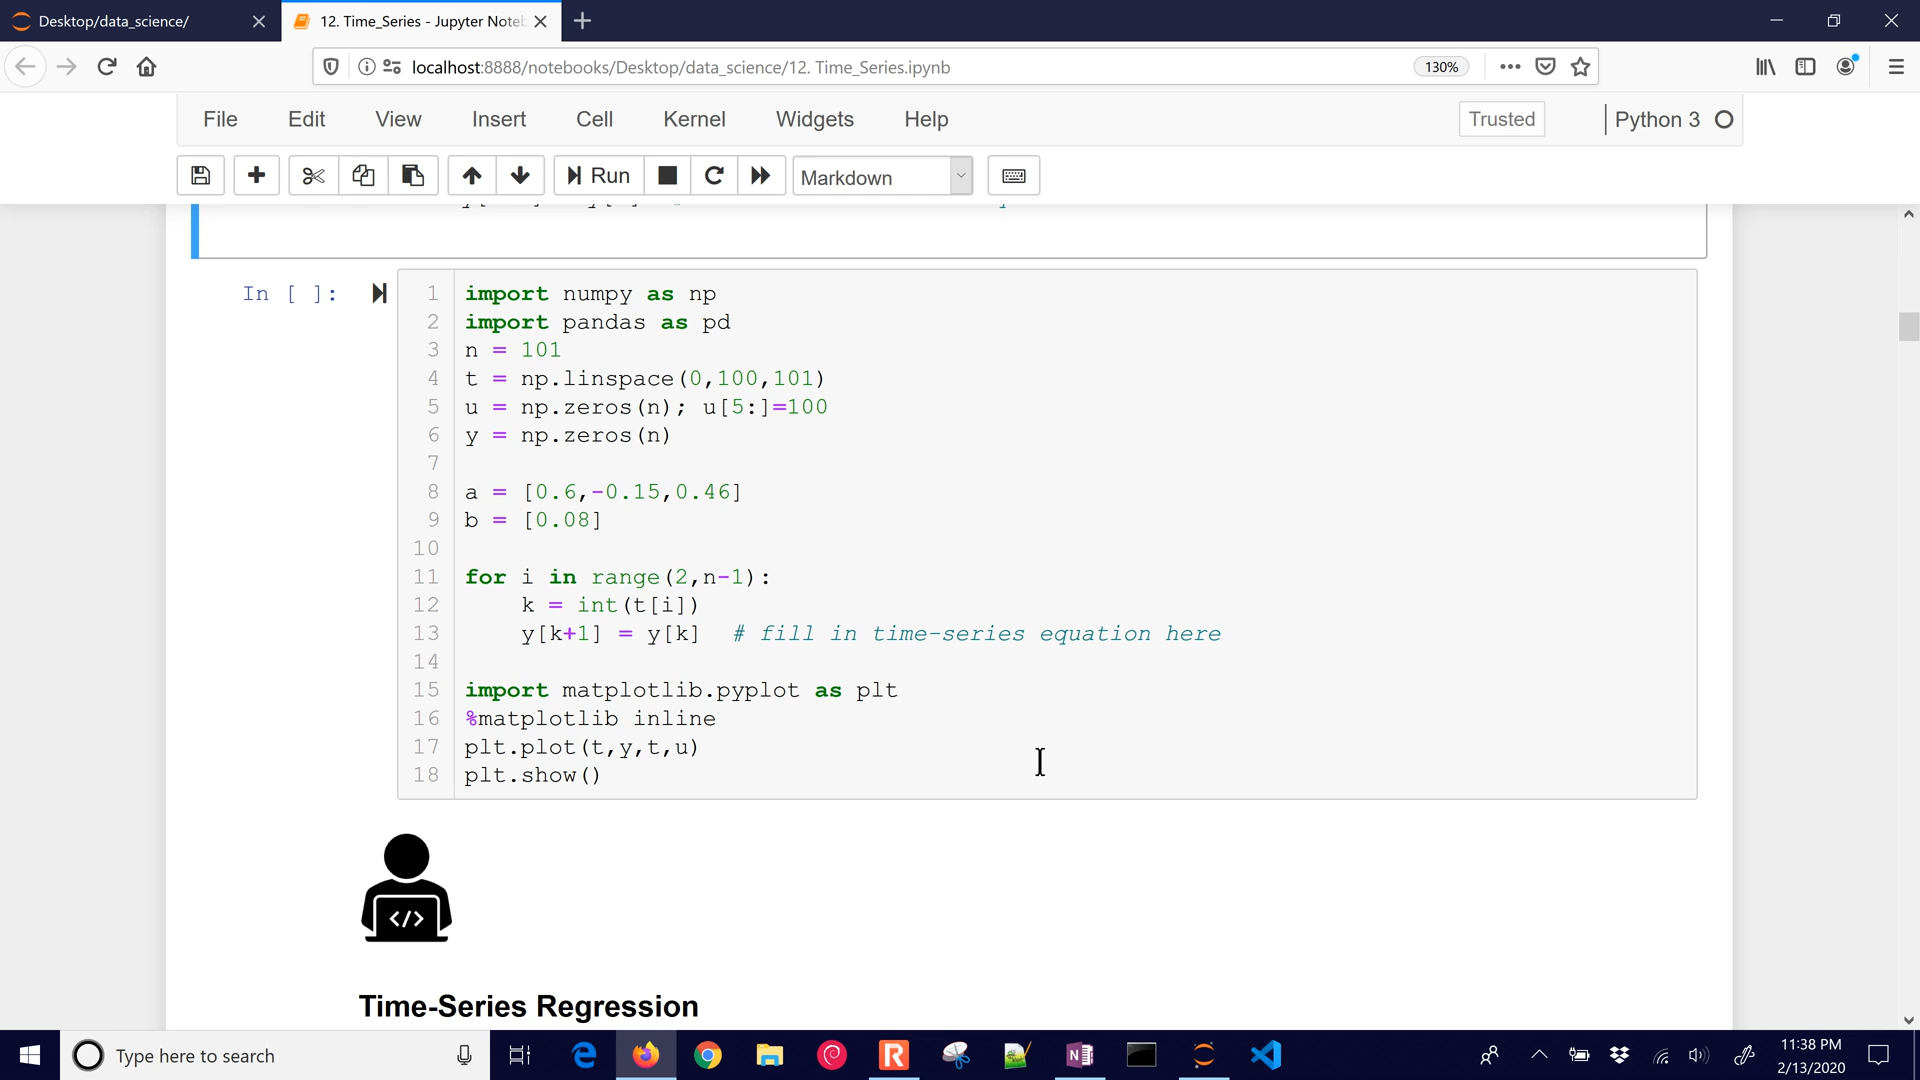 Desktop/data_science/
12. Time_Series - Jupyter Noteb
localhost:8888/notebooks/Desktop/data_science/12. Time_Series.ipynb
130%
File Edit View Insert Cell Kernel Widgets Help
Trusted
Python 3
Run
Markdown
In [ ]:
1 import numpy as np
2 import pandas as pd
3 n = 101
4 t = np.linspace(0,100,101)
5 u = np.zeros(n); u[5:]=100
6 y = np.zeros(n)
7
8 a = [0.6,-0.15,0.46]
9 b = [0.08]
10
11 for i in range(2,n-1):
12 k = int(t[i])
13 y[k+1] = y[k] # fill in time-series equation here
14
15 import matplotlib.pyplot as plt
16 %matplotlib inline
17 plt.plot(t,y,t,u)
18 plt.show()
</>
Time-Series Regression
Type here to search
11:38 PM
2/13/2020